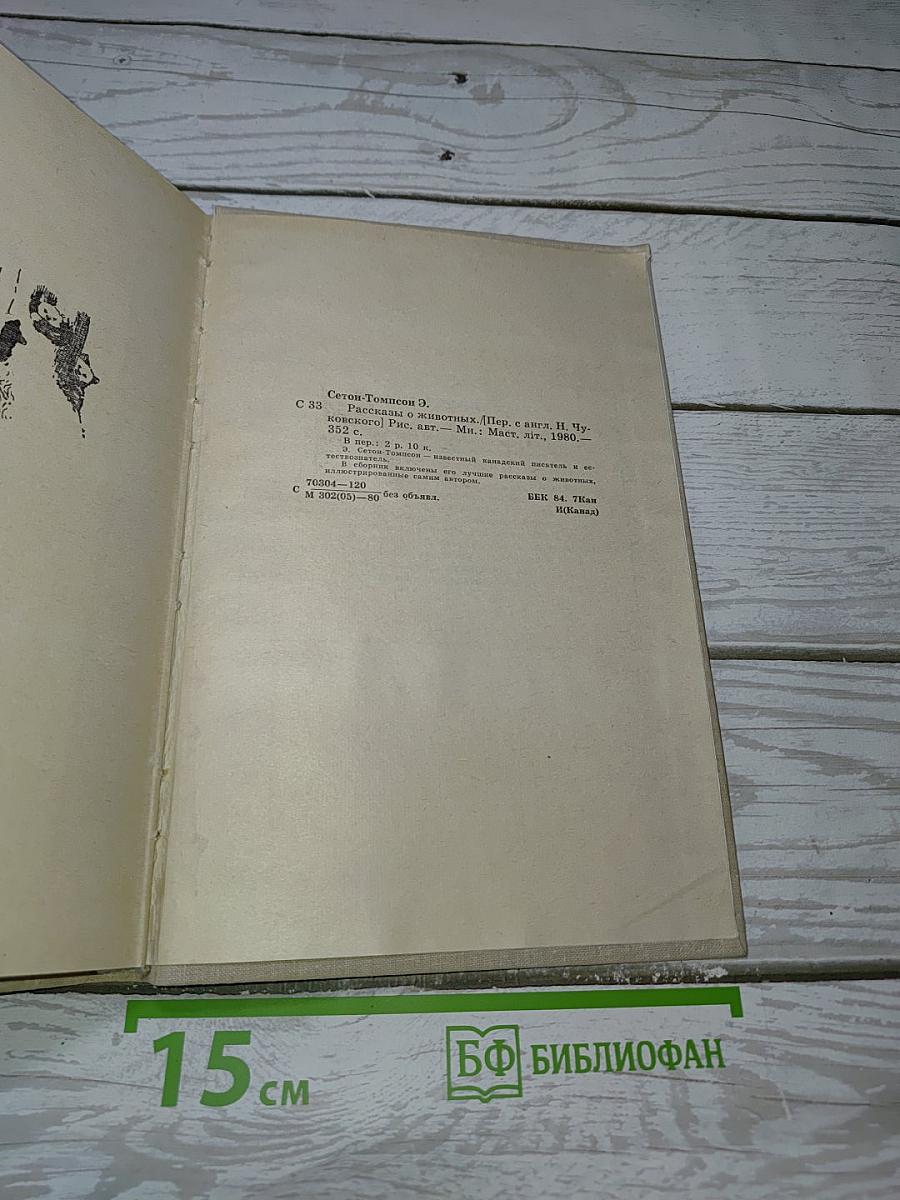 Сетон-Томпсон Э.
С 33 Рассказы о животных./[Пер. с англ. Н. Чу-
ковского] Рис. авт.— Мн.: Маст. літ., 1980.—
352 с.
В пер.: 2 р. 10 к.
Э. Сетон-Томпсон — известный канадский писатель и ес-
тествознатель.
В сборник включены его лучшие рассказы о животных,
иллюстрированные самим автором.
С 70304—120
М 302(05)—80 без объявл.
ББК 84. 7Кан
И(Канад)
15 см
БФ БИБЛИОФАН